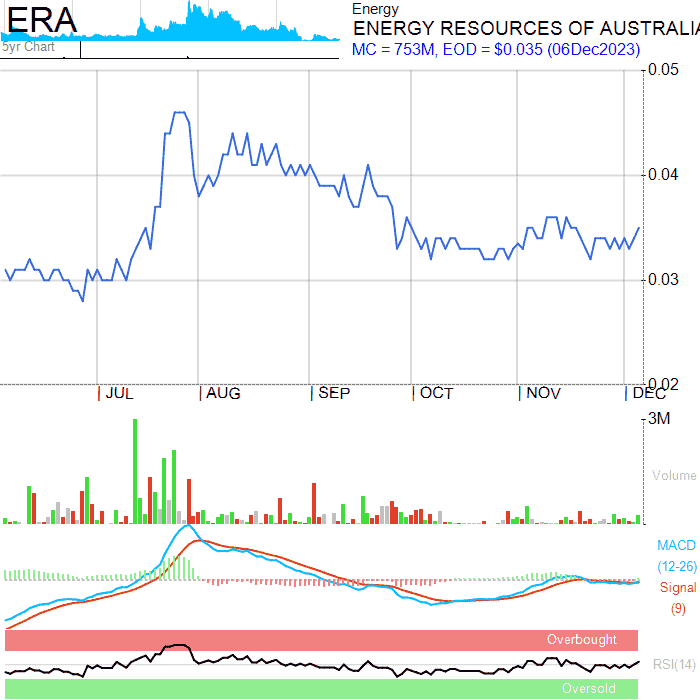 ERA
5yr Chart
Energy
ENERGY RESOURCES OF AUSTRALIA
MC = 753M, EOD = $0.035 (06Dec2023)
0.05
0.04
0.03
0.02
JUL AUG SEP OCT NOV DEC
3M
Volume
MACD
(12-26)
Signal
(9)
Overbought
RSI(14)
Oversold